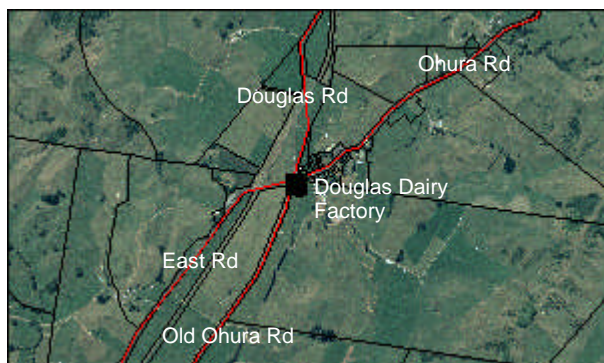 Ohura Rd
Douglas Rd
Douglas Dairy
Factory
East Rd
Old Ohura Rd